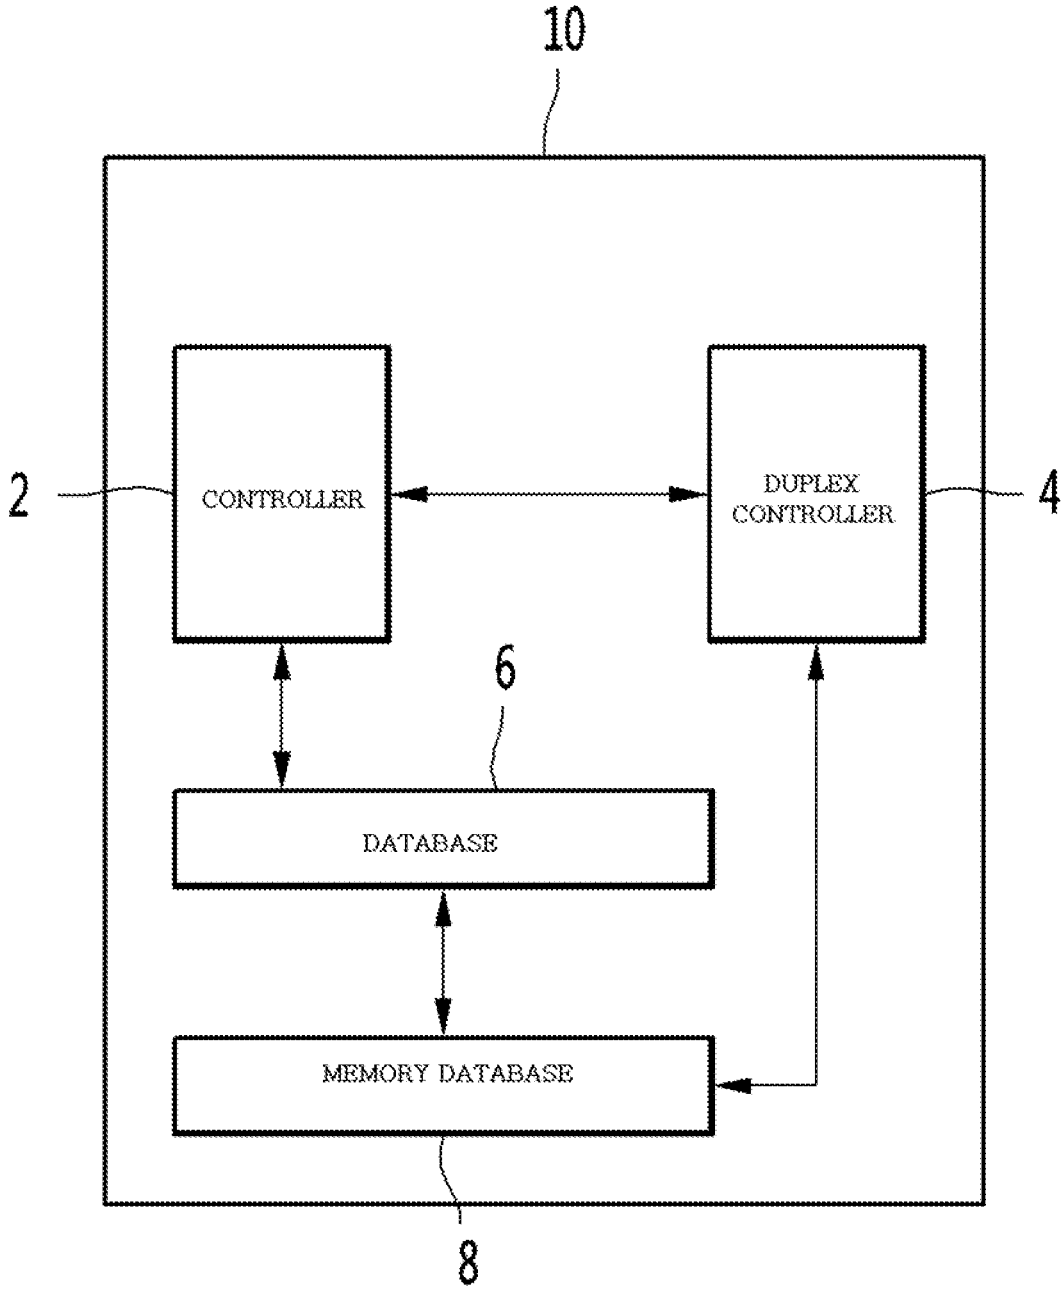 10
2
CONTROLLER
DUPLEX
CONTROLLER
4
6
DATABASE
MEMORY DATABASE
8